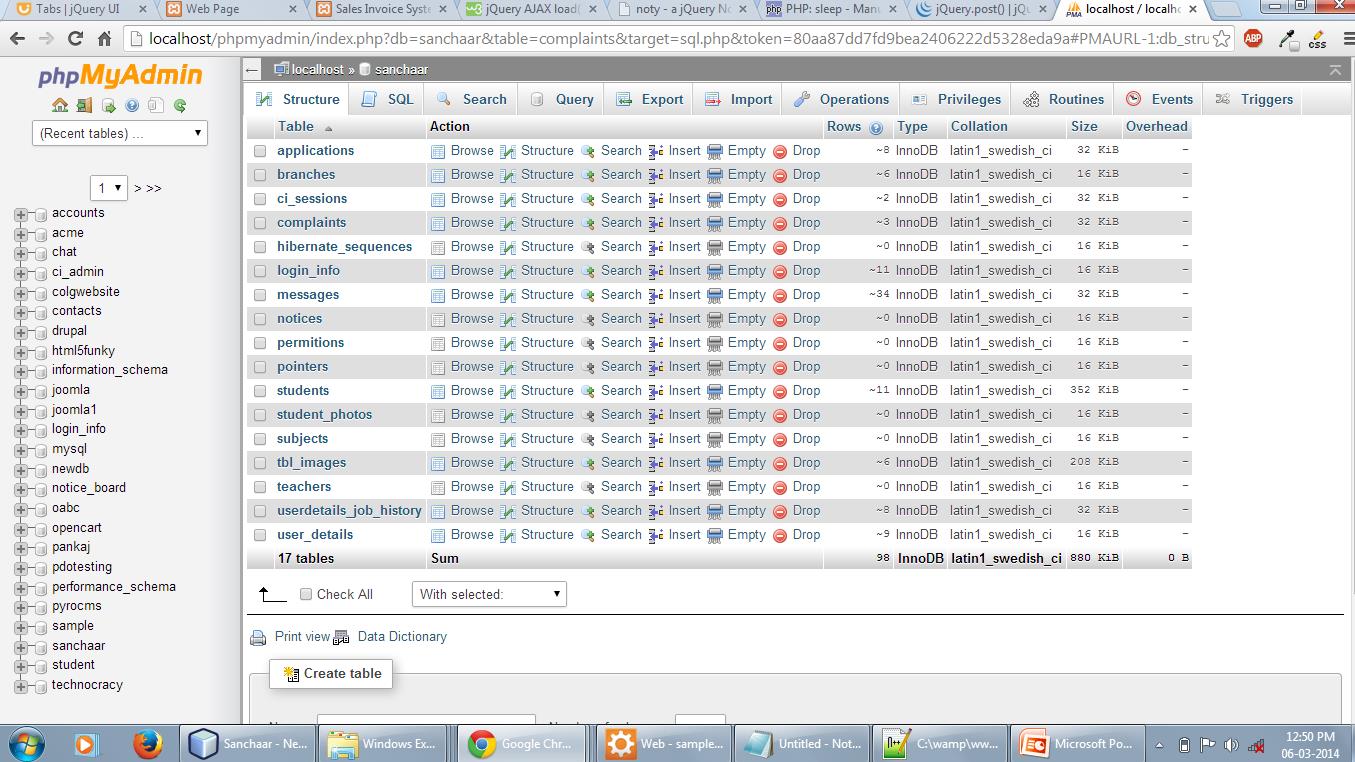 Tabs | jQuery UI
Web Page
Sales Invoice Syst
jQuery AJAX load(
noty - a jQuery No
PHP: sleep - Manu
jQuery.post() | jQu
localhost / localho
localhost/phpmyadmin/index.php?db=sanchaar&table=complaints&target=sql.php&token=80aa87dd7fd9bea2406222d5328eda9a#PMAURL-1:db_stru
ABP
css
phpMyAdmin
(Recent tables) ...
1 > >>
accounts
acme
chat
ci_admin
colgwebsite
contacts
drupal
html5funky
information_schema
joomla
joomla1
login_info
mysql
newdb
notice_board
oabc
opencart
pankaj
pdotesting
performance_schema
pyrocms
sample
sanchaar
student
technocracy
localhost » sanchaar
Structure SQL Search Query Export Import Operations Privileges Routines Events Triggers
Table Action Rows Type Collation Size Overhead
applications Browse Structure Search Insert Empty Drop ~8 InnoDB latin1_swedish_ci 32 KiB -
branches Browse Structure Search Insert Empty Drop ~6 InnoDB latin1_swedish_ci 16 KiB -
ci_sessions Browse Structure Search Insert Empty Drop ~2 InnoDB latin1_swedish_ci 32 KiB -
complaints Browse Structure Search Insert Empty Drop ~3 InnoDB latin1_swedish_ci 32 KiB -
hibernate_sequences Browse Structure Search Insert Empty Drop ~0 InnoDB latin1_swedish_ci 16 KiB -
login_info Browse Structure Search Insert Empty Drop ~11 InnoDB latin1_swedish_ci 16 KiB -
messages Browse Structure Search Insert Empty Drop ~34 InnoDB latin1_swedish_ci 32 KiB -
notices Browse Structure Search Insert Empty Drop ~0 InnoDB latin1_swedish_ci 16 KiB -
permitions Browse Structure Search Insert Empty Drop ~0 InnoDB latin1_swedish_ci 16 KiB -
pointers Browse Structure Search Insert Empty Drop ~0 InnoDB latin1_swedish_ci 16 KiB -
students Browse Structure Search Insert Empty Drop ~11 InnoDB latin1_swedish_ci 352 KiB -
student_photos Browse Structure Search Insert Empty Drop ~0 InnoDB latin1_swedish_ci 16 KiB -
subjects Browse Structure Search Insert Empty Drop ~0 InnoDB latin1_swedish_ci 16 KiB -
tbl_images Browse Structure Search Insert Empty Drop ~6 InnoDB latin1_swedish_ci 208 KiB -
teachers Browse Structure Search Insert Empty Drop ~0 InnoDB latin1_swedish_ci 16 KiB -
userdetails_job_history Browse Structure Search Insert Empty Drop ~8 InnoDB latin1_swedish_ci 32 KiB -
user_details Browse Structure Search Insert Empty Drop ~9 InnoDB latin1_swedish_ci 16 KiB -
17 tables Sum 98 InnoDB latin1_swedish_ci 880 KiB 0 B
Check All With selected:
Print view Data Dictionary
Create table
Sanchaar - Ne...
Windows Ex...
Google Chr...
Web - sample...
Untitled - Not...
C:\wamp\ww...
Microsoft Po...
12:50 PM
06-03-2014